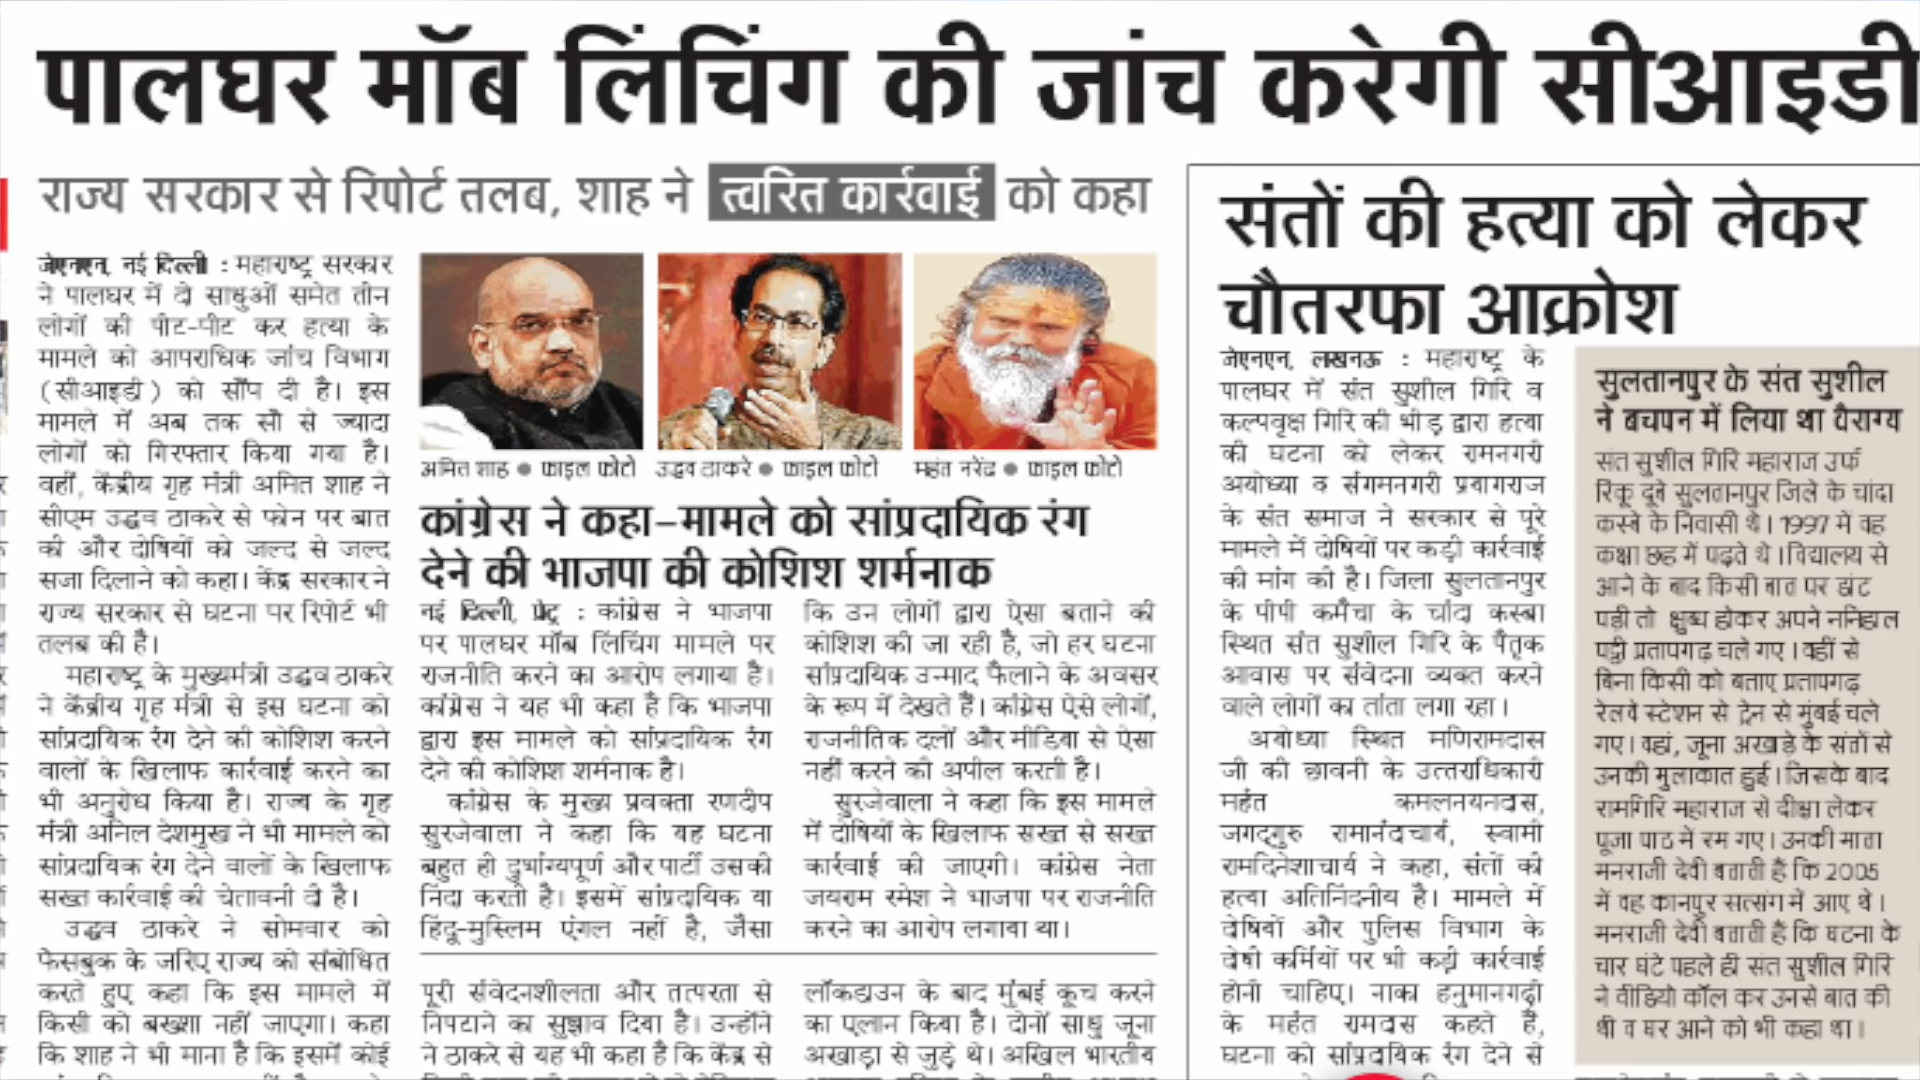 पालघर मॉब लिंचिंग की जांच करेगी सीआइडी
राज्य सरकार से रिपोर्ट तलब, शाह ने त्वरित कार्रवाई को कहा
जेएनएन, नई दिल्ली : महाराष्ट्र सरकार
ने पालघर में दो साधुओं समेत तीन
लोगों की पीट-पीट कर हत्या के
मामले को आपराधिक जांच विभाग
(सीआइडी) को सौंप दी है। इस
मामले में अब तक सौ से ज्यादा
लोगों को गिरफ्तार किया गया है।
वहीं, केंद्रीय गृह मंत्री अमित शाह ने
सीएम उद्धव ठाकरे से फोन पर बात
की और दोषियों को जल्द से जल्द
सजा दिलाने को कहा। केंद्र सरकार ने
राज्य सरकार से घटना पर रिपोर्ट भी
तलब की है।
महाराष्ट्र के मुख्यमंत्री उद्धव ठाकरे
ने केंद्रीय गृह मंत्री से इस घटना को
सांप्रदायिक रंग देने की कोशिश करने
वालों के खिलाफ कार्रवाई करने का
भी अनुरोध किया है। राज्य के गृह
मंत्री अनिल देशमुख ने भी मामले को
सांप्रदायिक रंग देने वालों के खिलाफ
सख्त कार्रवाई की चेतावनी दी है।
उद्धव ठाकरे ने सोमवार को
फेसबुक के जरिए राज्य को संबोधित
करते हुए कहा कि इस मामले में
किसी को बख्शा नहीं जाएगा। कहा
कि शाह ने भी माना है कि इसमें कोई
अमित शाह ● फाइल फोटो
उद्धव ठाकरे ● फाइल फोटो
महंत नरेंद्र ● फाइल फोटो
कांग्रेस ने कहा-मामले को सांप्रदायिक रंग
देने की भाजपा की कोशिश शर्मनाक
नई दिल्ली, प्रेट्र : कांग्रेस ने भाजपा
पर पालघर मॉब लिंचिंग मामले पर
राजनीति करने का आरोप लगाया है।
कांग्रेस ने यह भी कहा है कि भाजपा
द्वारा इस मामले को सांप्रदायिक रंग
देने की कोशिश शर्मनाक है।
कांग्रेस के मुख्य प्रवक्ता रणदीप
सुरजेवाला ने कहा कि यह घटना
बहुत ही दुर्भाग्यपूर्ण और पार्टी उसकी
निंदा करती है। इसमें सांप्रदायिक या
हिंदू-मुस्लिम एंगल नहीं है, जैसा
कि उन लोगों द्वारा ऐसा बताने की
कोशिश की जा रही है, जो हर घटना
सांप्रदायिक उन्माद फैलाने के अवसर
के रूप में देखते हैं। कांग्रेस ऐसे लोगों,
राजनीतिक दलों और मीडिया से ऐसा
नहीं करने की अपील करती है।
सुरजेवाला ने कहा कि इस मामले
में दोषियों के खिलाफ सख्त से सख्त
कार्रवाई की जाएगी। कांग्रेस नेता
जयराम रमेश ने भाजपा पर राजनीति
करने का आरोप लगाया था।
पूरी संवेदनशीलता और तत्परता से
निपटाने का सुझाव दिया है। उन्होंने
ने ठाकरे से यह भी कहा है कि केंद्र से
लॉकडाउन के बाद मुंबई कूच करने
का एलान किया है। दोनों साधु जूना
अखाड़ा से जुड़े थे। अखिल भारतीय
संतों की हत्या को लेकर
चौतरफा आक्रोश
जेएनएन, लखनऊ : महाराष्ट्र के
पालघर में संत सुशील गिरि व
कल्पवृक्ष गिरि की भीड़ द्वारा हत्या
की घटना को लेकर रामनगरी
अयोध्या व संगमनगरी प्रयागराज
के संत समाज ने सरकार से पूरे
मामले में दोषियों पर कड़ी कार्रवाई
की मांग की है। जिला सुलतानपुर
के पीपी कमैचा के चांदा कस्बा
स्थित संत सुशील गिरि के पैतृक
आवास पर संवेदना व्यक्त करने
वाले लोगों का तांता लगा रहा।
अयोध्या स्थित मणिरामदास
जी की छावनी के उत्तराधिकारी
महंत कमलनयनदास,
जगद्गुरु रामानंदचार्य, स्वामी
रामदिनेशाचार्य ने कहा, संतों की
हत्या अतिनिंदनीय है। मामले में
दोषियों और पुलिस विभाग के
दोषी कर्मियों पर भी कड़ी कार्रवाई
होनी चाहिए। नाका हनुमानगढ़ी
के महंत रामदास कहते हैं,
घटना को सांप्रदायिक रंग देने से
सुलतानपुर के संत सुशील
ने बचपन में लिया था वैराग्य
संत सुशील गिरि महाराज उर्फ
रिंकू दूबे सुलतानपुर जिले के चांदा
कस्बे के निवासी थे। 1997 में वह
कक्षा छह में पढ़ते थे। विद्यालय से
आने के बाद किसी बात पर डांट
पड़ी तो क्षुब्ध होकर अपने ननिहाल
पट्टी प्रतापगढ़ चले गए। वहीं से
बिना किसी को बताए प्रतापगढ़
रेलवे स्टेशन से ट्रेन से मुंबई चले
गए। वहां, जूना अखाड़े के संतों से
उनकी मुलाकात हुई। जिसके बाद
रामगिरि महाराज से दीक्षा लेकर
पूजा पाठ में रम गए। उनकी माता
मनराजी देवी बताती हैं कि 2005
में वह कानपुर सत्संग में आए थे।
मनराजी देवी बताती हैं कि घटना के
चार घंटे पहले ही संत सुशील गिरि
ने वीडियो कॉल कर उनसे बात की
थी व घर आने को भी कहा था।